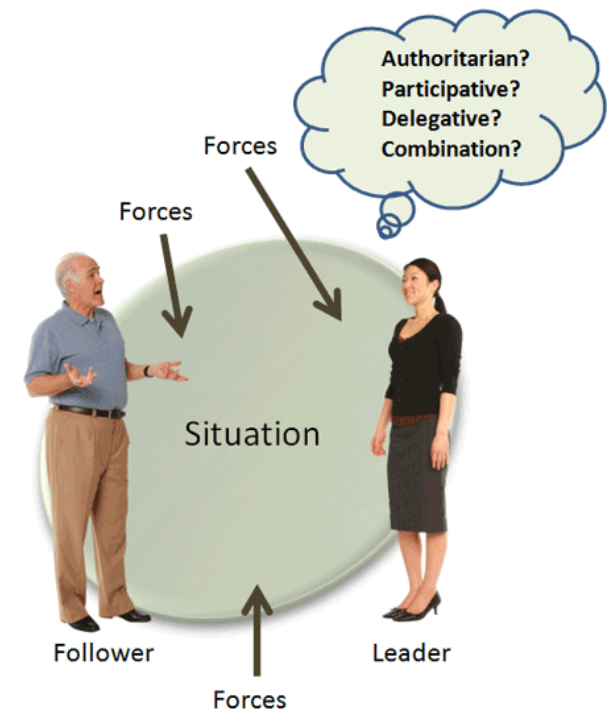 Authoritarian?
Participative?
Delegative?
Combination?
Forces
Forces
Situation
Follower
Leader
Forces